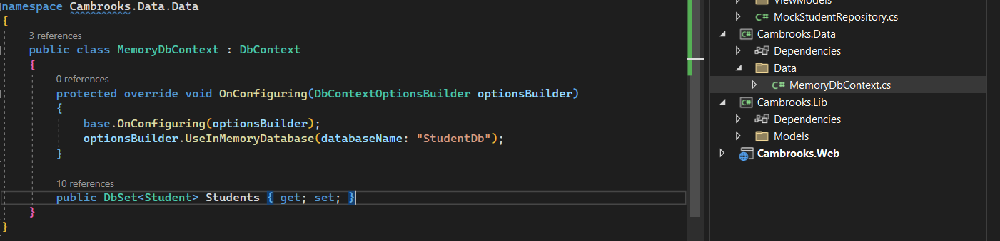 namespace Cambrooks.Data.Data
{
3 references
public class MemoryDbContext : DbContext
{
0 references
protected override void OnConfiguring(DbContextOptionsBuilder optionsBuilder)
{
base.OnConfiguring(optionsBuilder);
optionsBuilder.UseInMemoryDatabase(databaseName: "StudentDb");
}
10 references
public DbSet<Student> Students { get; set; }
}
}
ViewModels
C# MockStudentRepository.cs
C# Cambrooks.Data
Dependencies
Data
C# MemoryDbContext.cs
C# Cambrooks.Lib
Dependencies
Models
Cambrooks.Web